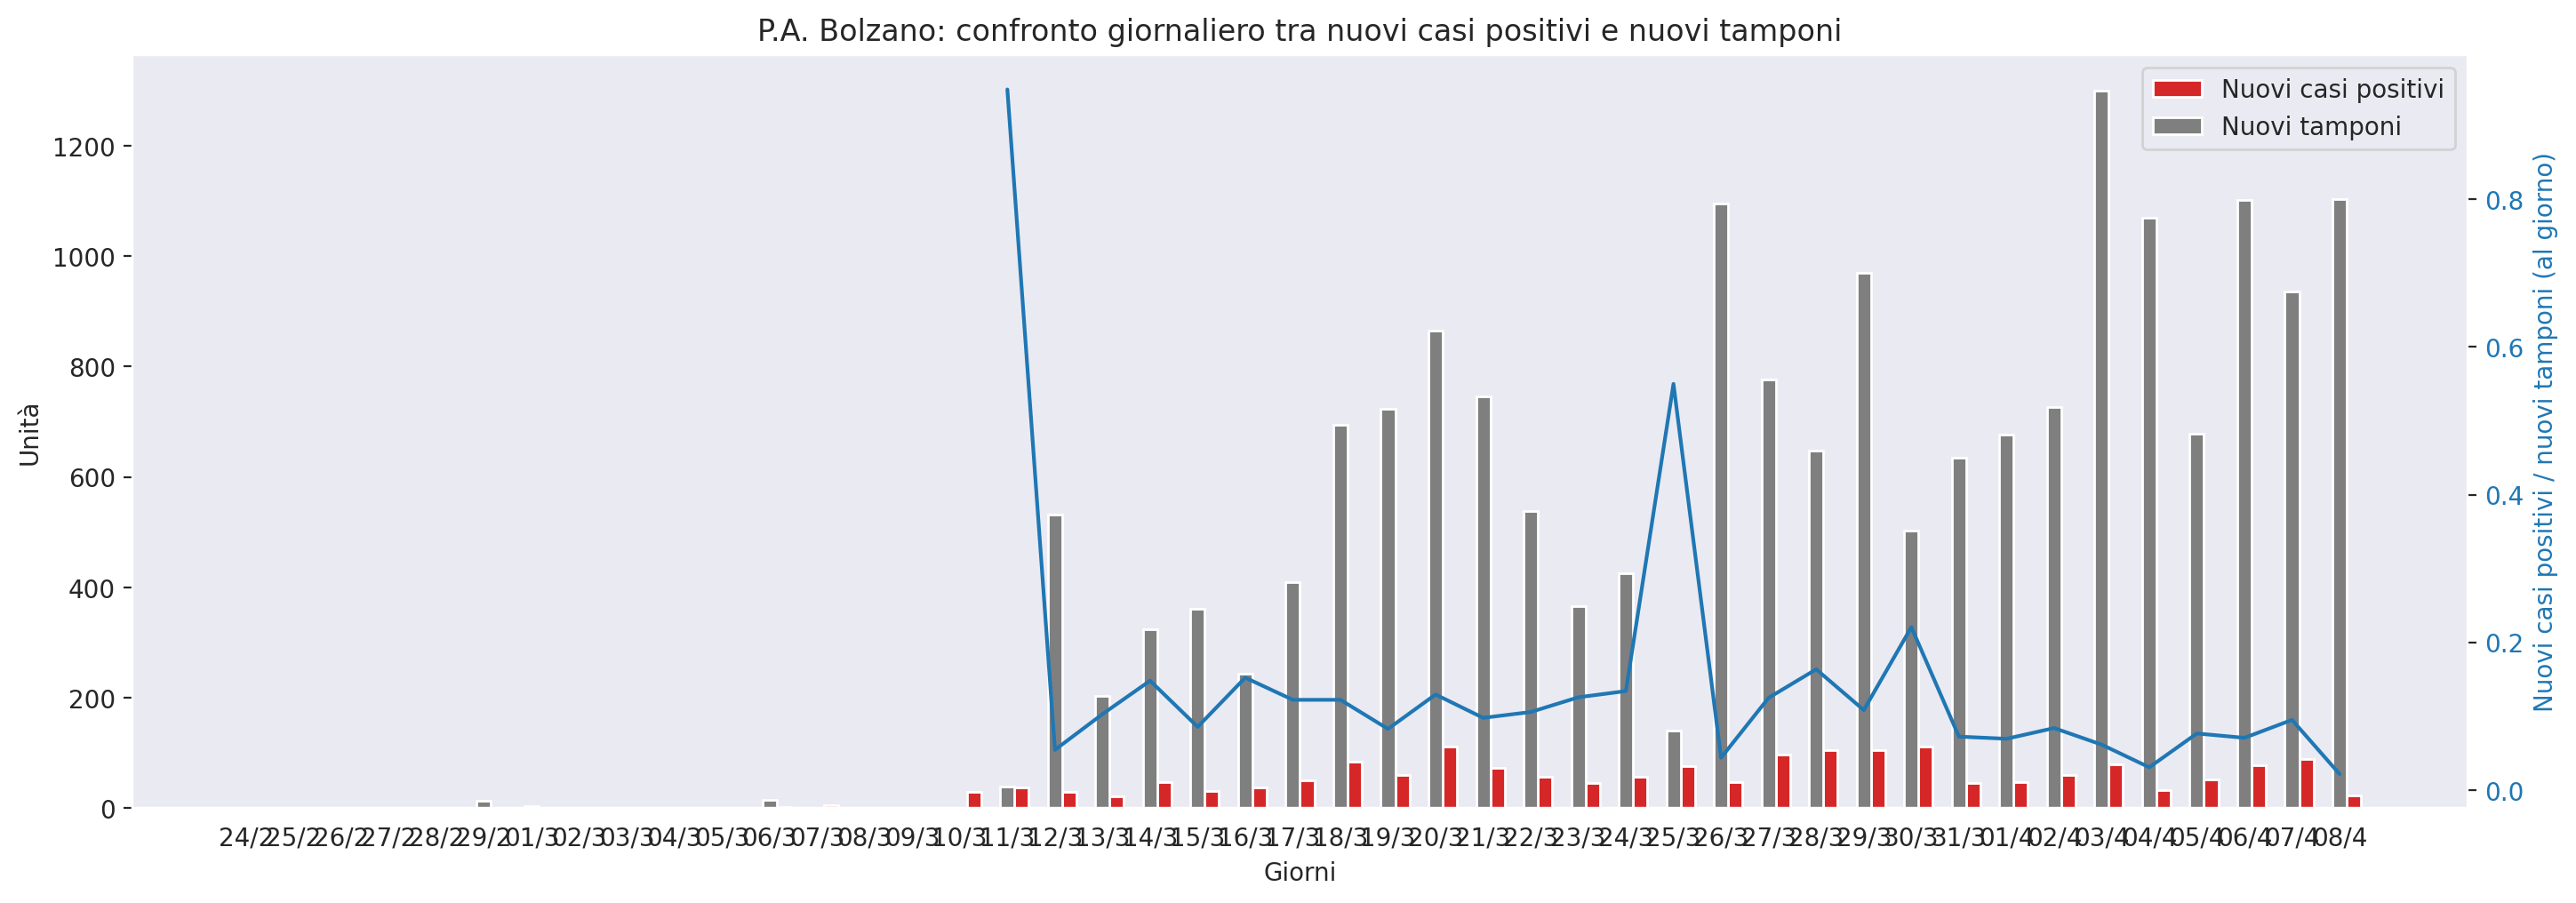 P.A. Bolzano: confronto giornaliero tra nuovi casi positivi e nuovi tamponi
Nuovi casi positivi
Nuovi tamponi
1200
1000
800
600
400
200
0
Unità
0.8
0.6
0.4
0.2
0.0
Nuovi casi positivi / nuovi tamponi (al giorno)
24/2 25/2 26/2 27/2 28/2 29/2 01/3 02/3 03/3 04/3 05/3 06/3 07/3 08/3 09/3 10/3 11/3 12/3 13/3 14/3 15/3 16/3 17/3 18/3 19/3 20/3 21/3 22/3 23/3 24/3 25/3 26/3 27/3 28/3 29/3 30/3 31/3 01/4 02/4 03/4 04/4 05/4 06/4 07/4 08/4
Giorni